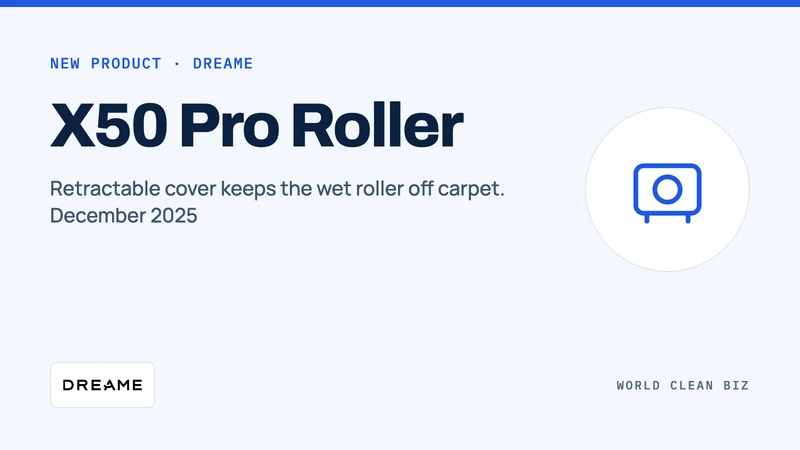 NEW PRODUCT · DREAME
X50 Pro Roller
Retractable cover keeps the wet roller off carpet.
December 2025
DREAME
WORLD CLEAN BIZ